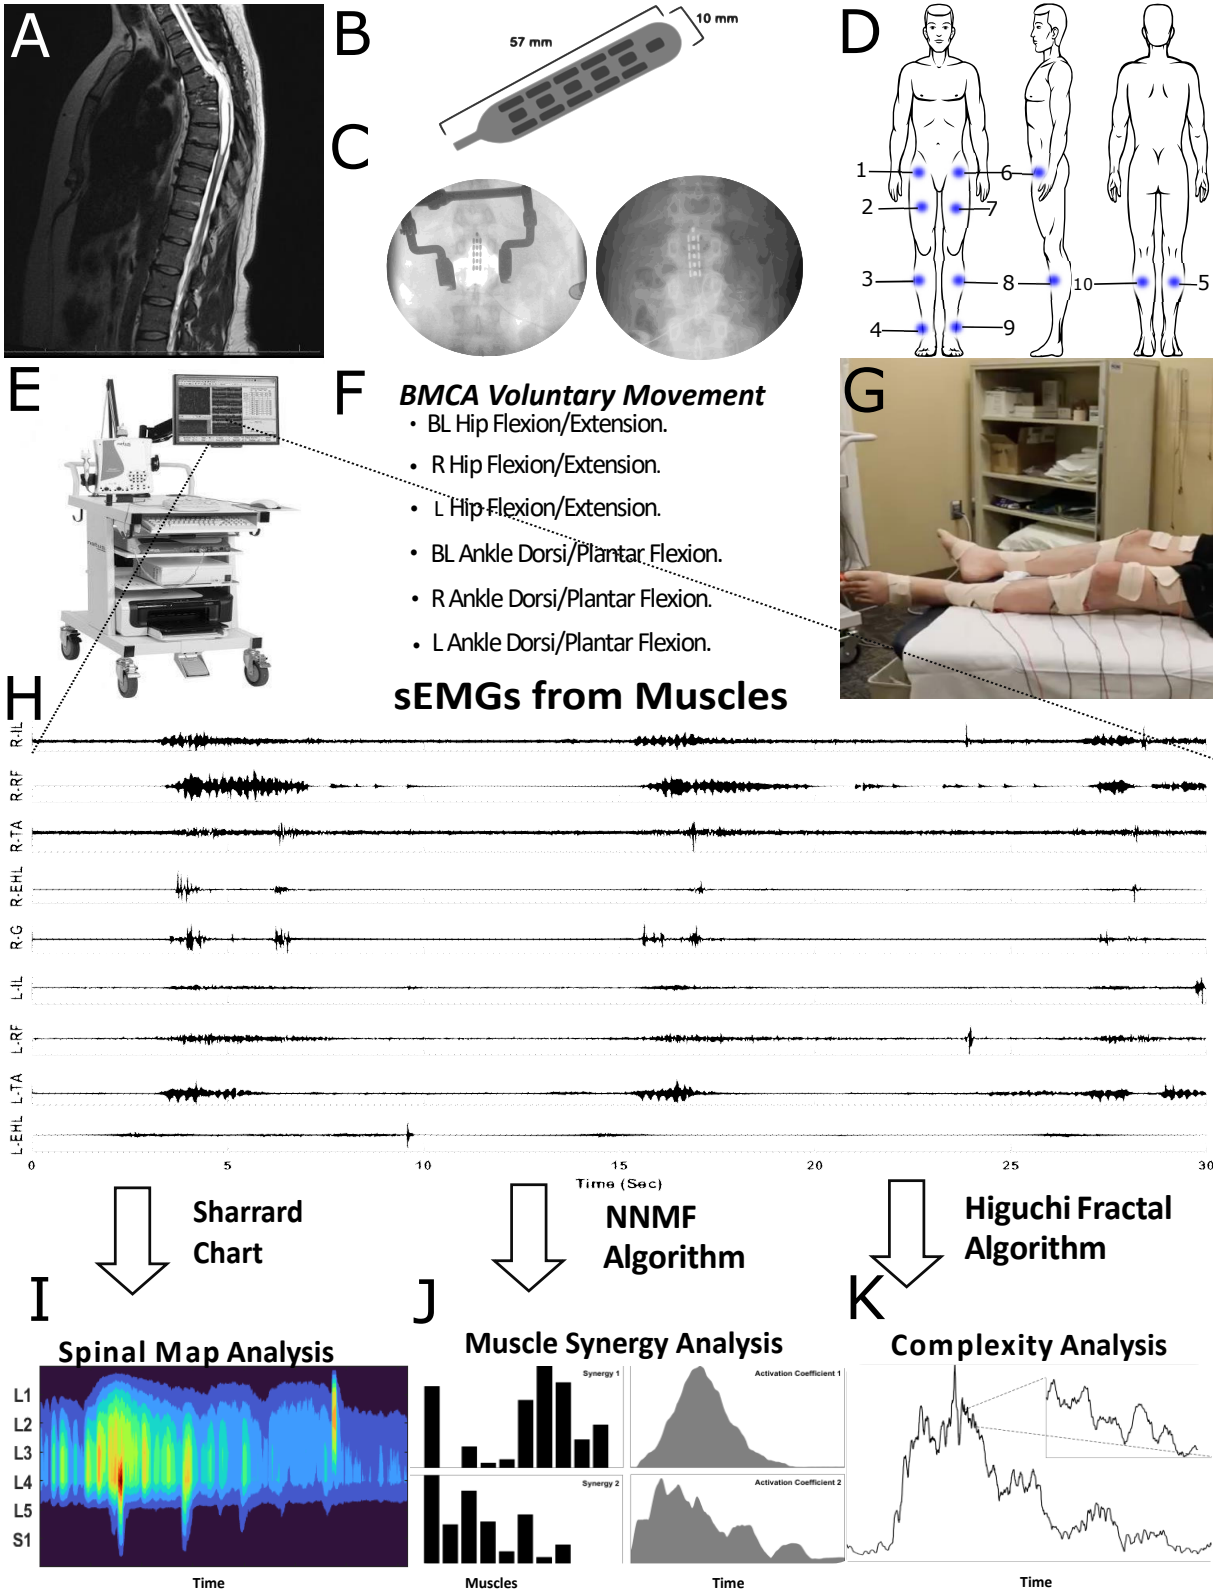 A
B
57 mm
10 mm
C
D
1
2
3
4
6
7
8
9
10
5
E
F
BMCA Voluntary Movement
• BL Hip Flexion/Extension.
• R Hip Flexion/Extension.
• L Hip Flexion/Extension.
• BL Ankle Dorsi/Plantar Flexion.
• R Ankle Dorsi/Plantar Flexion.
• L Ankle Dorsi/Plantar Flexion.
G
H
sEMGs from Muscles
R-IL
R-RF
R-TA
R-EHL
R-G
L-IL
L-RF
L-TA
L-EHL
0 5 10 15 20 25 30
Time (Sec)
Sharrard
Chart
NNMF
Algorithm
Higuchi Fractal
Algorithm
I
Spinal Map Analysis
L1
L2
L3
L4
L5
S1
Time
J
Muscle Synergy Analysis
Synergy 1
Activation Coefficient 1
Synergy 2
Activation Coefficient 2
Muscles
Time
K
Complexity Analysis
Time